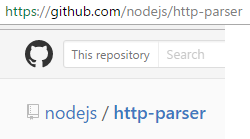 https://github.com/nodejs/http-parser
This repository Search
nodejs / http-parser